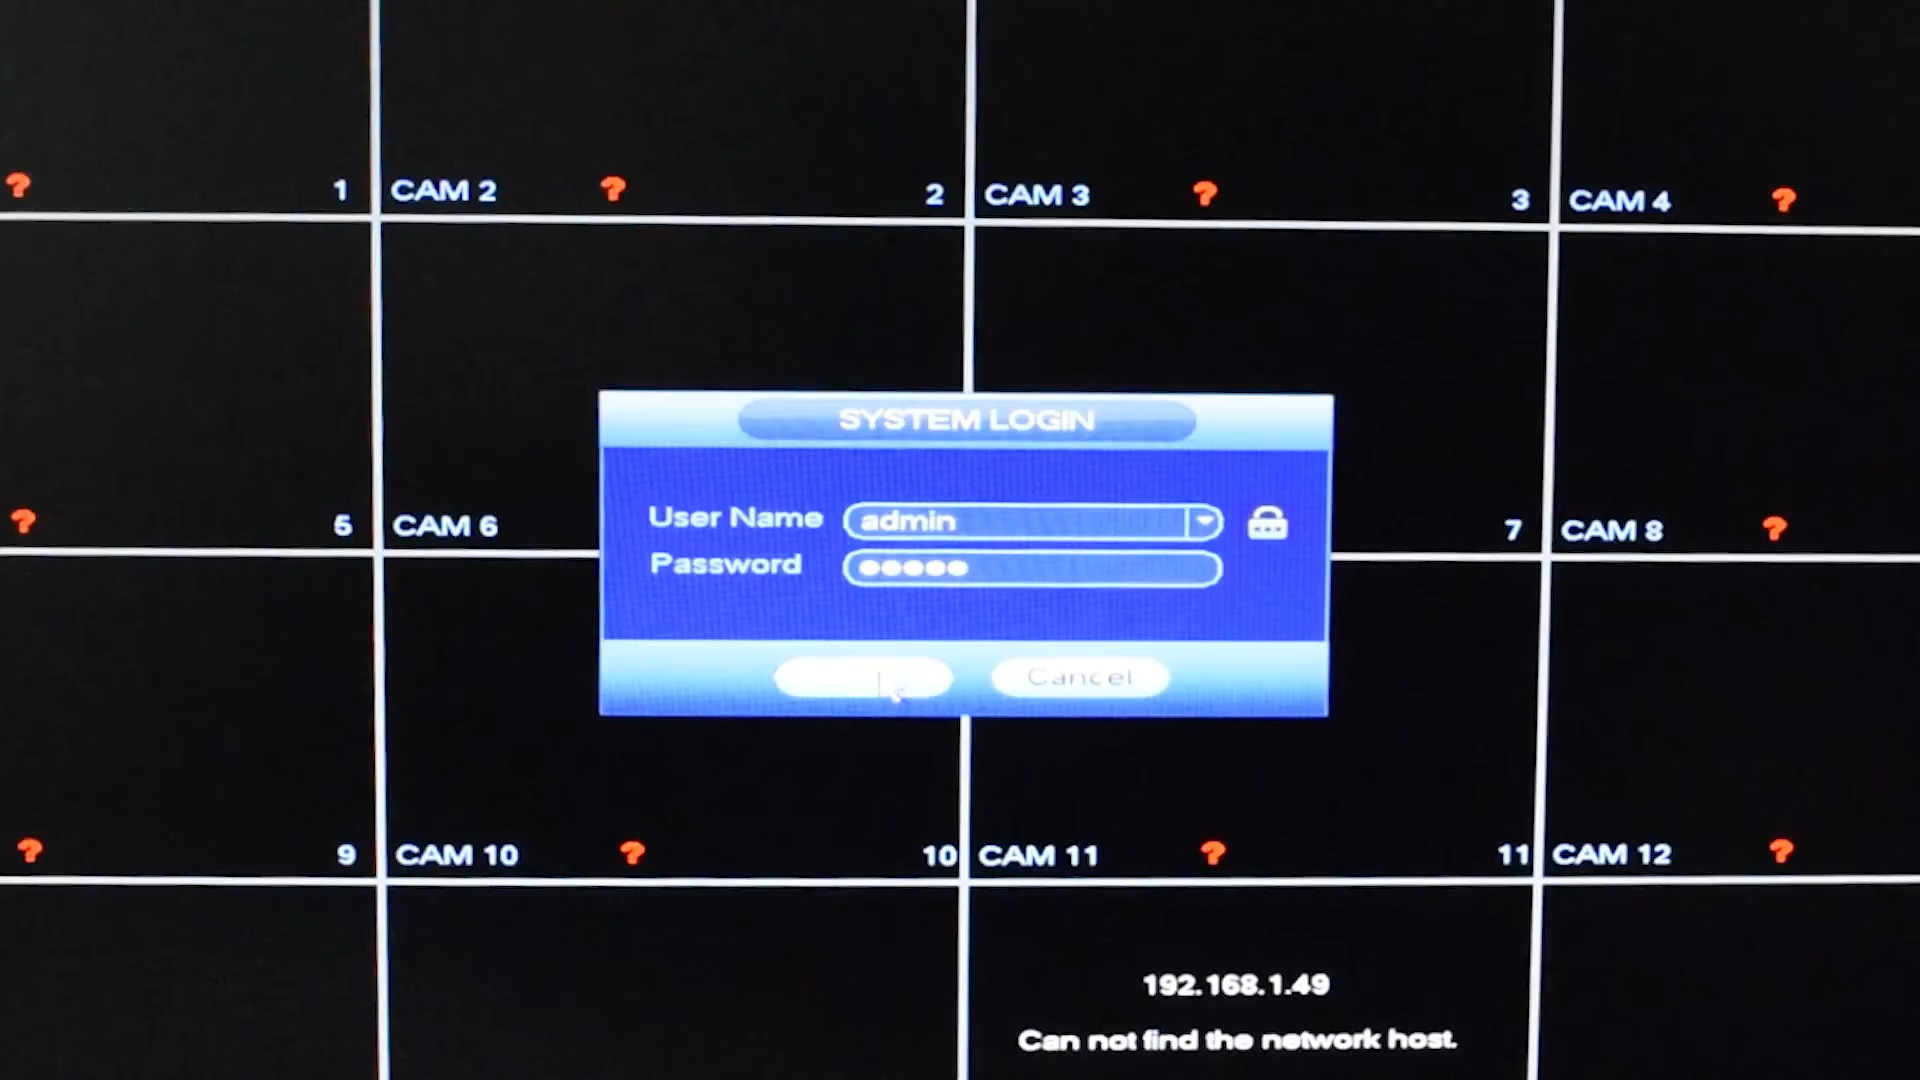 ? 1 CAM 2 ? 2 CAM 3 ? 3 CAM 4 ?
SYSTEM LOGIN
User Name admin
Password ●●●●●
Cancel
? 5 CAM 6 7 CAM 8 ?
? 9 CAM 10 ? 10 CAM 11 ? 11 CAM 12 ?
192.168.1.49
Can not find the network host.